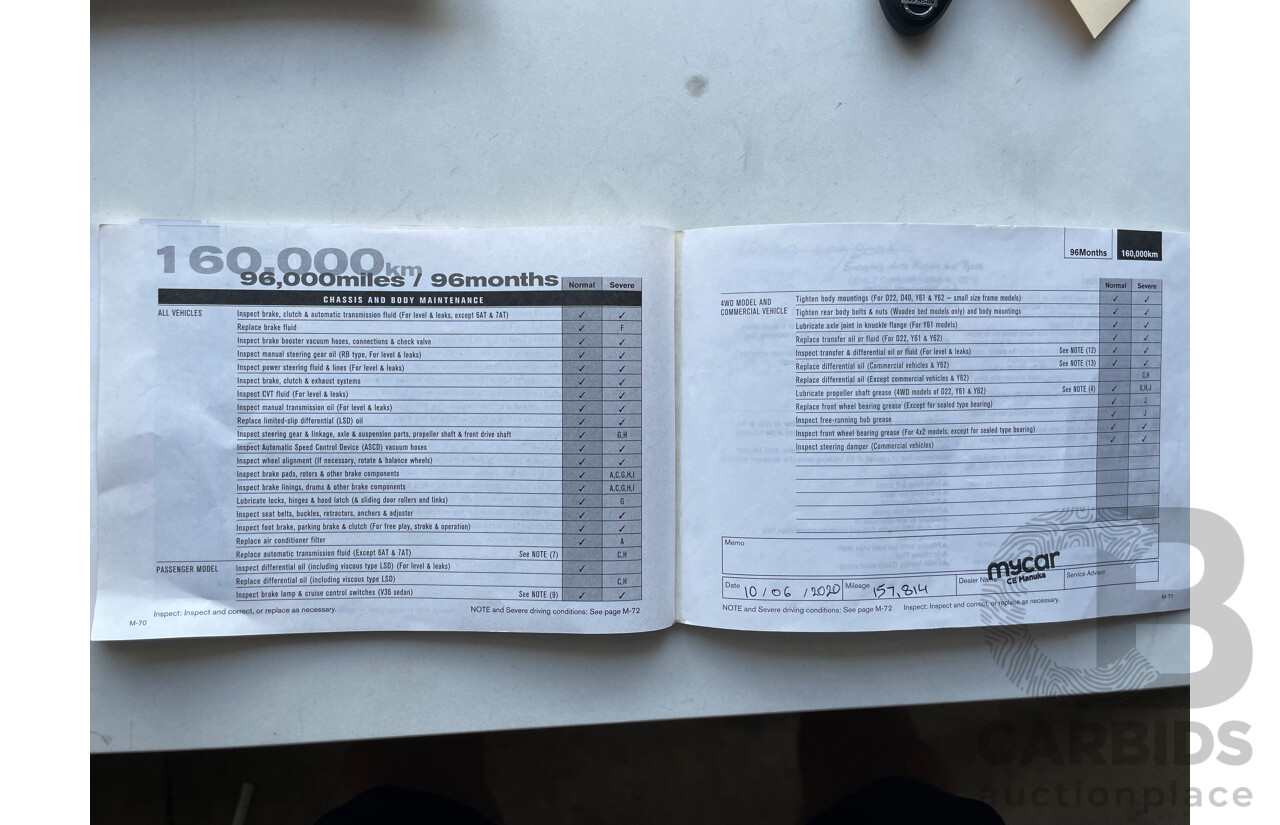 160,000km
96,000miles / 96months
Normal Severe
CHASSIS AND BODY MAINTENANCE
ALL VEHICLES Inspect brake, clutch & automatic transmission fluid (For level & leaks, except 6AT & 7AT) ✓ ✓
Replace brake fluid ✓ F
Inspect brake booster vacuum hoses, connections & check valve ✓ ✓
Inspect manual steering gear oil (RB type, For level & leaks) ✓ ✓
Inspect power steering fluid & lines (For level & leaks) ✓ ✓
Inspect brake, clutch & exhaust systems ✓ ✓
Inspect CVT fluid (For level & leaks) ✓ ✓
Inspect manual transmission oil (For level & leaks) ✓ ✓
Replace limited-slip differential (LSD) oil ✓ ✓
Inspect steering gear & linkage, axle & suspension parts, propeller shaft & front drive shaft ✓ G,H
Inspect Automatic Speed Control Device (ASCD) vacuum hoses ✓ ✓
Inspect wheel alignment (If necessary, rotate & balance wheels) ✓ ✓
Inspect brake pads, rotors & other brake components ✓ A,C,G,H,I
Inspect brake linings, drums & other brake components ✓ A,C,G,H,I
Lubricate locks, hinges & hood latch (& sliding door rollers and links) ✓ G
Inspect seat belts, buckles, retractors, anchors & adjuster ✓ ✓
Inspect foot brake, parking brake & clutch (For free play, stroke & operation) ✓ ✓
Replace air conditioner filter ✓ A
Replace automatic transmission fluid (Except 6AT & 7AT) See NOTE (7) C,H
PASSENGER MODEL Inspect differential oil (including viscous type LSD) (For level & leaks) ✓
Replace differential oil (including viscous type LSD) C,H
Inspect brake lamp & cruise control switches (V36 sedan) See NOTE (9) ✓ ✓
Inspect: Inspect and correct, or replace as necessary. NOTE and Severe driving conditions: See page M-72
M-70
96Months 160,000km
Normal Severe
4WD MODEL AND COMMERCIAL VEHICLE Tighten body mountings (For D22, D40, Y61 & Y62 – small size frame models) ✓ ✓
Tighten rear body bolts & nuts (Wooden bed models only) and body mountings ✓ ✓
Lubricate axle joint in knuckle flange (For Y61 models) ✓ ✓
Replace transfer oil or fluid (For D22, Y61 & Y62) ✓ ✓
Inspect transfer & differential oil or fluid (For level & leaks) See NOTE (12) ✓ ✓
Replace differential oil (Commercial vehicles & Y62) See NOTE (13) ✓ ✓
Replace differential oil (Except commercial vehicles & Y62) C,H
Lubricate propeller shaft grease (4WD models of D22, Y61 & Y62) See NOTE (4) ✓ G,H,J
Replace front wheel bearing grease (Except for sealed type bearing) ✓ J
Inspect free-running hub grease ✓ J
Inspect front wheel bearing grease (For 4x2 models, except for sealed type bearing) ✓ ✓
Inspect steering damper (Commercial vehicles) ✓ ✓
Memo
mycar
CE Manuka
Date 10/06/2020 Mileage 157,814 Dealer Name Service Advisor
NOTE and Severe driving conditions: See page M-72 Inspect: Inspect and correct, or replace as necessary.
M-71
CARBIDS
auctionplace